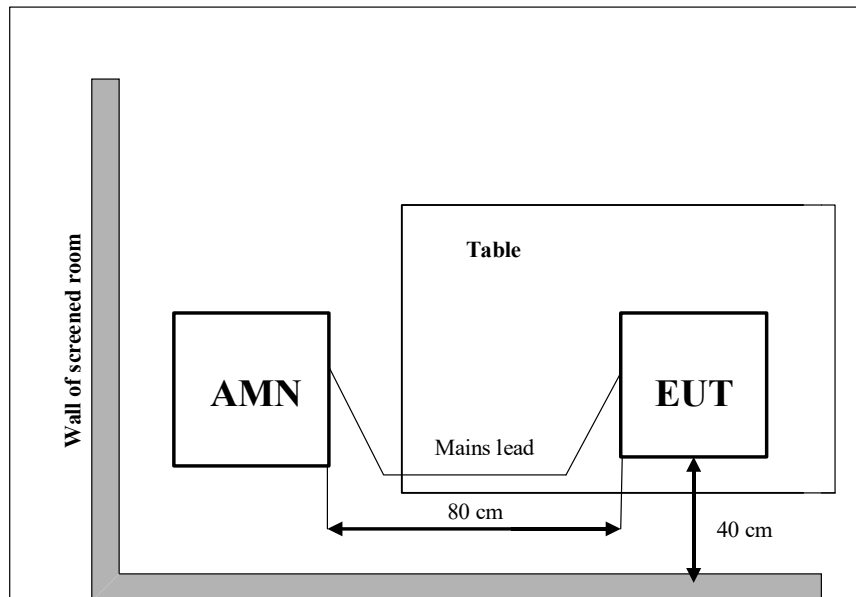 Wall of screened room
Table
AMN
EUT
Mains lead
80 cm
40 cm